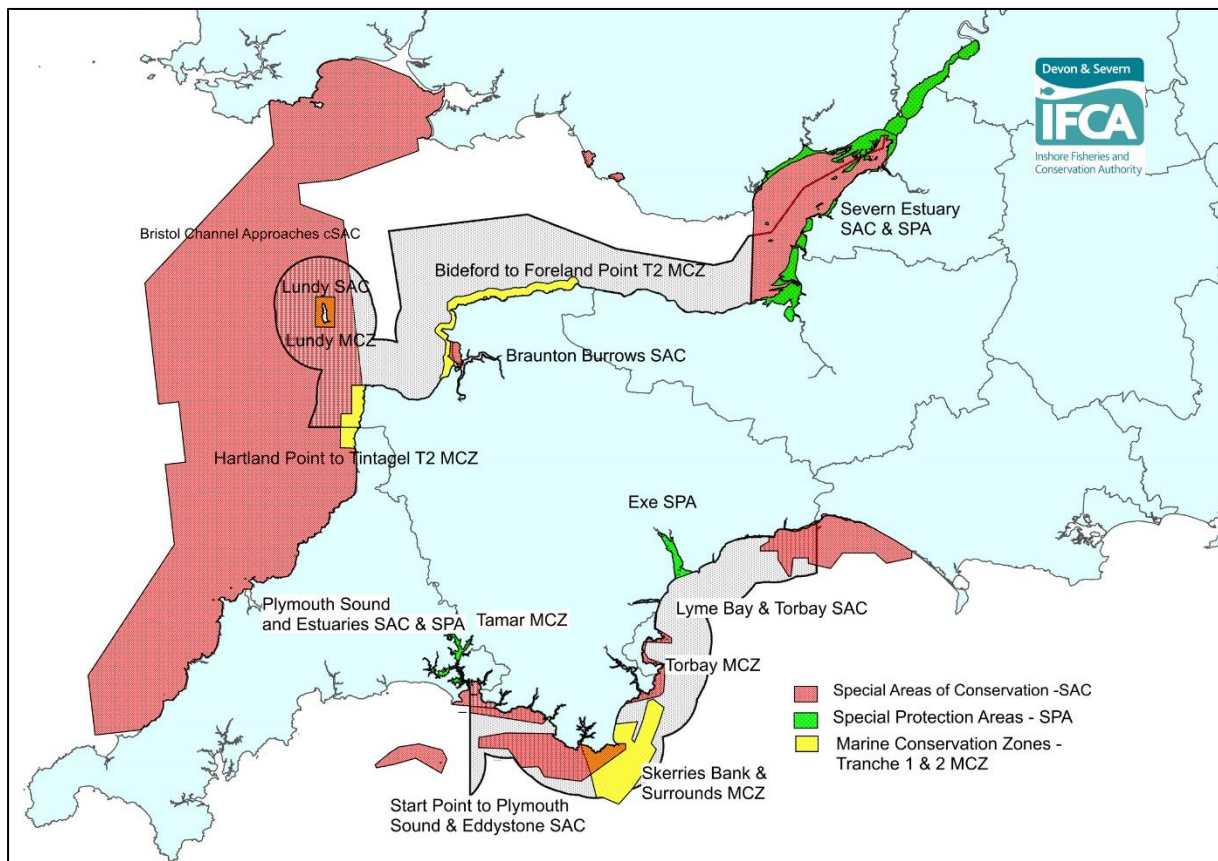 Devon & Severn
IFCA
Inshore Fisheries and
Conservation Authority
Severn Estuary
SAC & SPA
Bristol Channel Approaches cSAC
Bideford to Foreland Point T2 MCZ
Lundy SAC
Lundy MCZ
Braunton Burrows SAC
Hartland Point to Tintagel T2 MCZ
Exe SPA
Plymouth Sound
and Estuaries SAC & SPA
Tamar MCZ
Lyme Bay & Torbay SAC
Torbay MCZ
Special Areas of Conservation -SAC
Special Protection Areas - SPA
Marine Conservation Zones -
Tranche 1 & 2 MCZ
Skerries Bank &
Surrounds MCZ
Start Point to Plymouth
Sound & Eddystone SAC